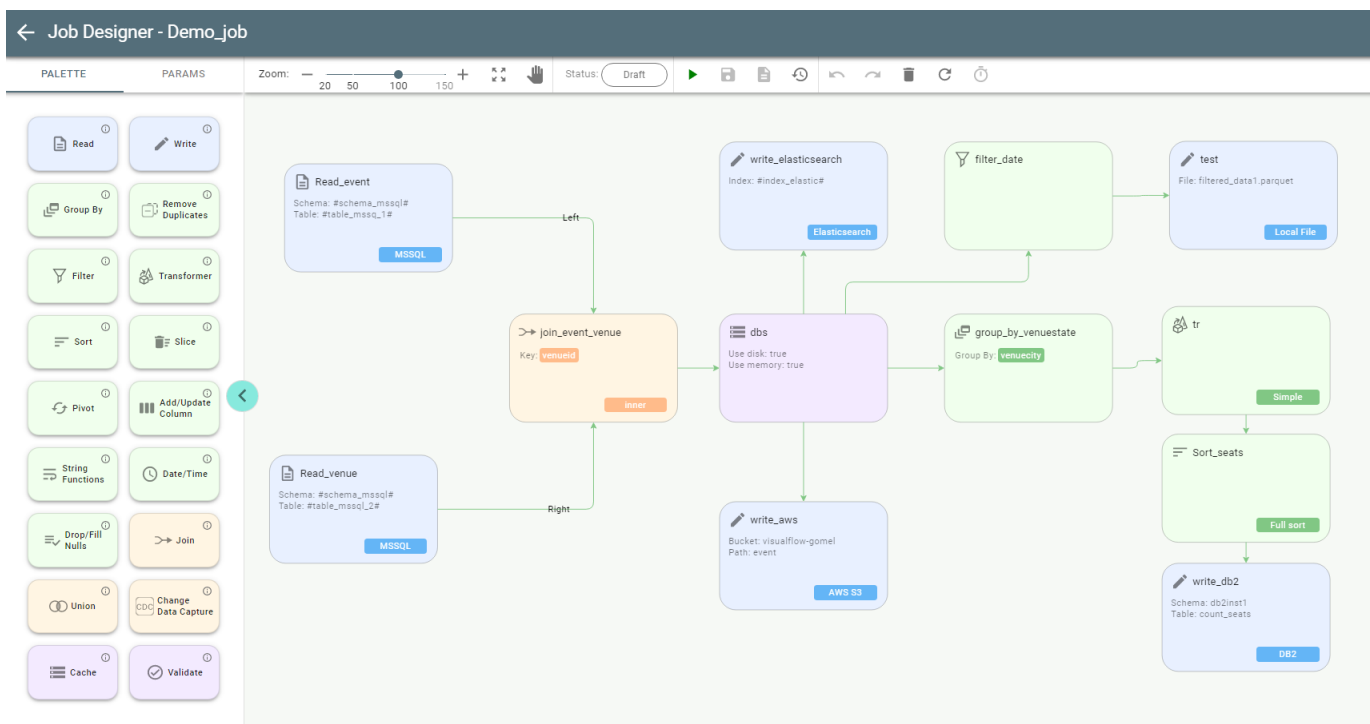 Job Designer - Demo_job
PALETTE
PARAMS
Zoom:
20 50 100 150
Status: Draft
Read
Write
Group By
Remove
Duplicates
Filter
Transformer
Sort
Slice
Pivot
Add/Update
Column
String
Functions
Date/Time
Drop/Fill
Nulls
Join
Union
CDC
Change
Data Capture
Cache
Validate
Read_event
Schema: #schema_mssql#
Table: #table_mssq_1#
MSSQL
Left
Read_venue
Schema: #schema_mssql#
Table: #table_mssql_2#
MSSQL
Right
join_event_venue
Key: venueid
inner
write_elasticsearch
Index: #index_elastic#
Elasticsearch
dbs
Use disk: true
Use memory: true
write_aws
Bucket: visualflow-gomel
Path: event
AWS S3
filter_date
test
File: filtered_data1.parquet
Local File
group_by_venuestate
Group By: venuecity
tr
Simple
Sort_seats
Full sort
write_db2
Schema: db2inst1
Table: count_seats
DB2